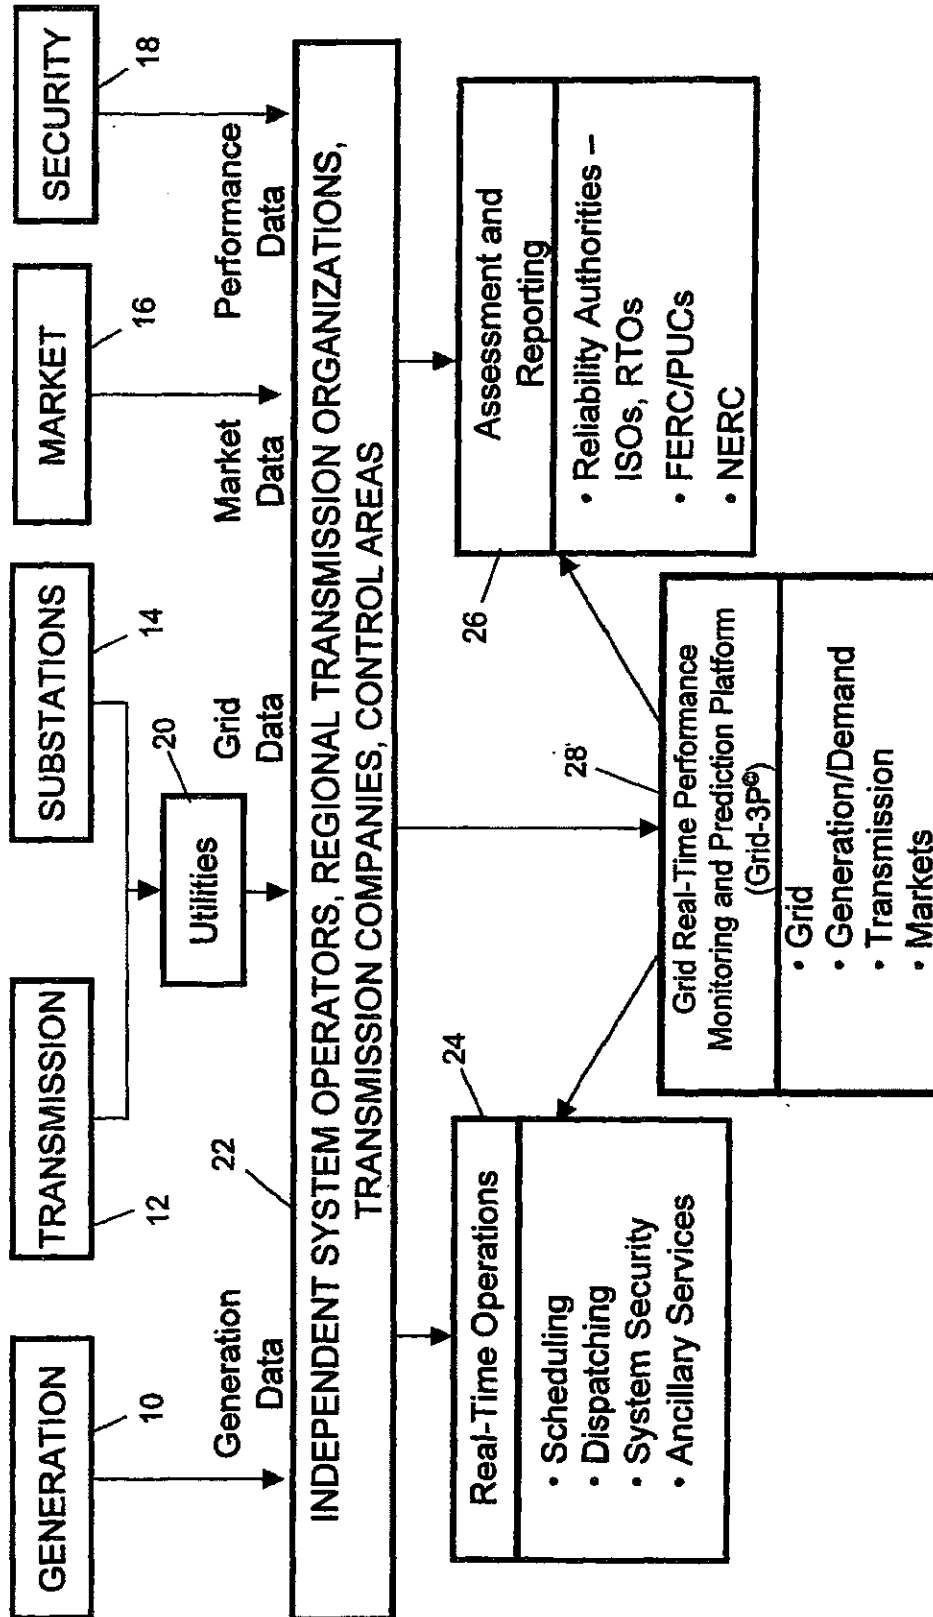 GENERATION
TRANSMISSION
SUBSTATIONS
MARKET
SECURITY
10
12
14
16
18
Utilities
20
Generation
Data
Grid
Data
Market
Data
Performance
Data
22
INDEPENDENT SYSTEM OPERATORS, REGIONAL TRANSMISSION ORGANIZATIONS,
TRANSMISSION COMPANIES, CONTROL AREAS
24
Real-Time Operations
• Scheduling
• Dispatching
• System Security
• Ancillary Services
28
Grid Real-Time Performance
Monitoring and Prediction Platform
(Grid-3P©)
• Grid
• Generation/Demand
• Transmission
• Markets
26
Assessment and
Reporting
• Reliability Authorities –
ISOs, RTOs
• FERC/PUCs
• NERC